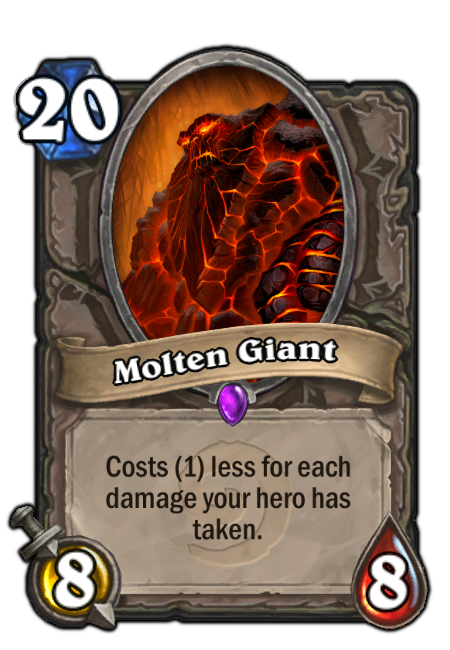 20
Molten Giant
Costs (1) less for each
damage your hero has
taken.
8
8